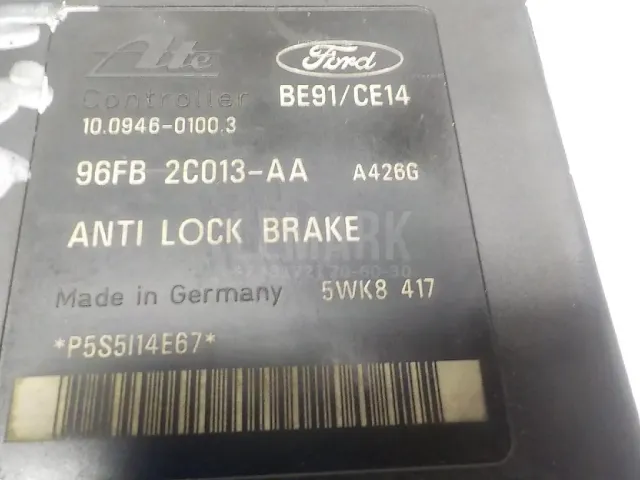 Ate Ford
Controller BE91/CE14
10.0946-0100.3
96FB 2C013-AA A426G
ANTI LOCK BRAKE
Made in Germany 5WK8 417
*P5S5I14E67*